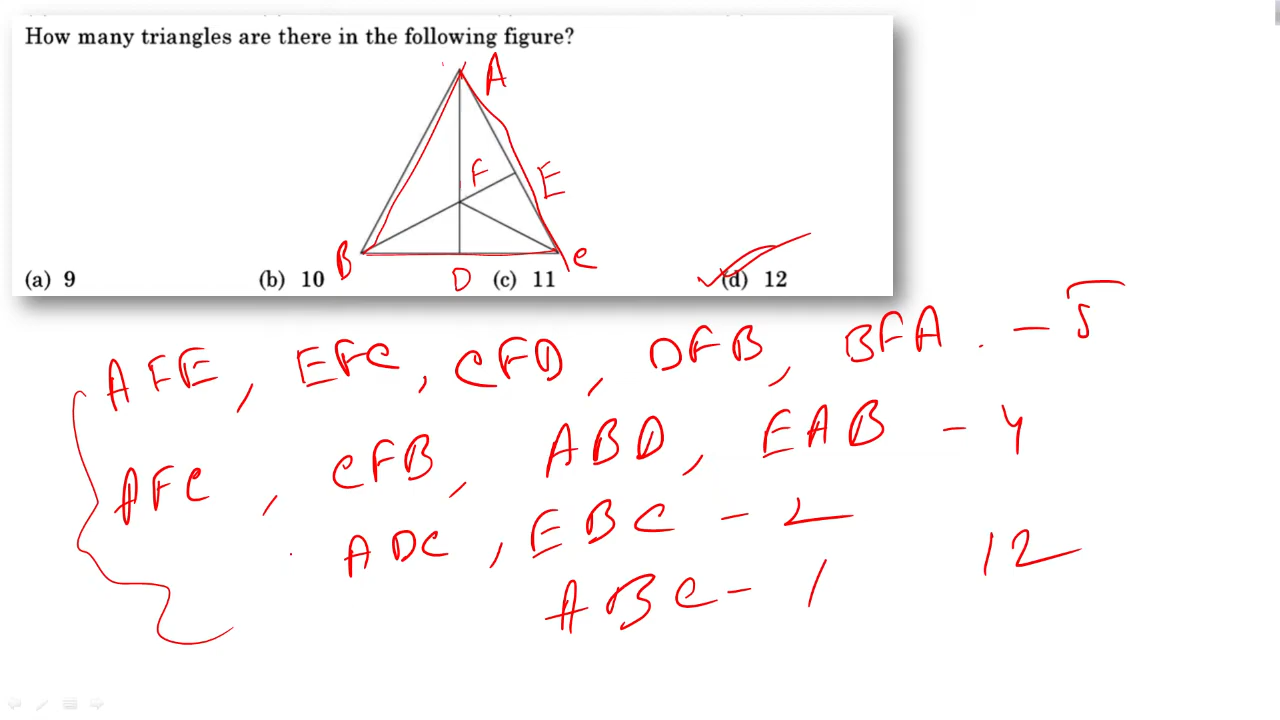 How many triangles are there in the following figure?
A
F
E
B
D
C
(a) 9 (b) 10 (c) 11 (d) 12
AFE, EFC, CFD, DFB, BFA. - 5
AFC, CFB, ABD, EAB - 4
ADC, EBC - 2
ABC - 1 12